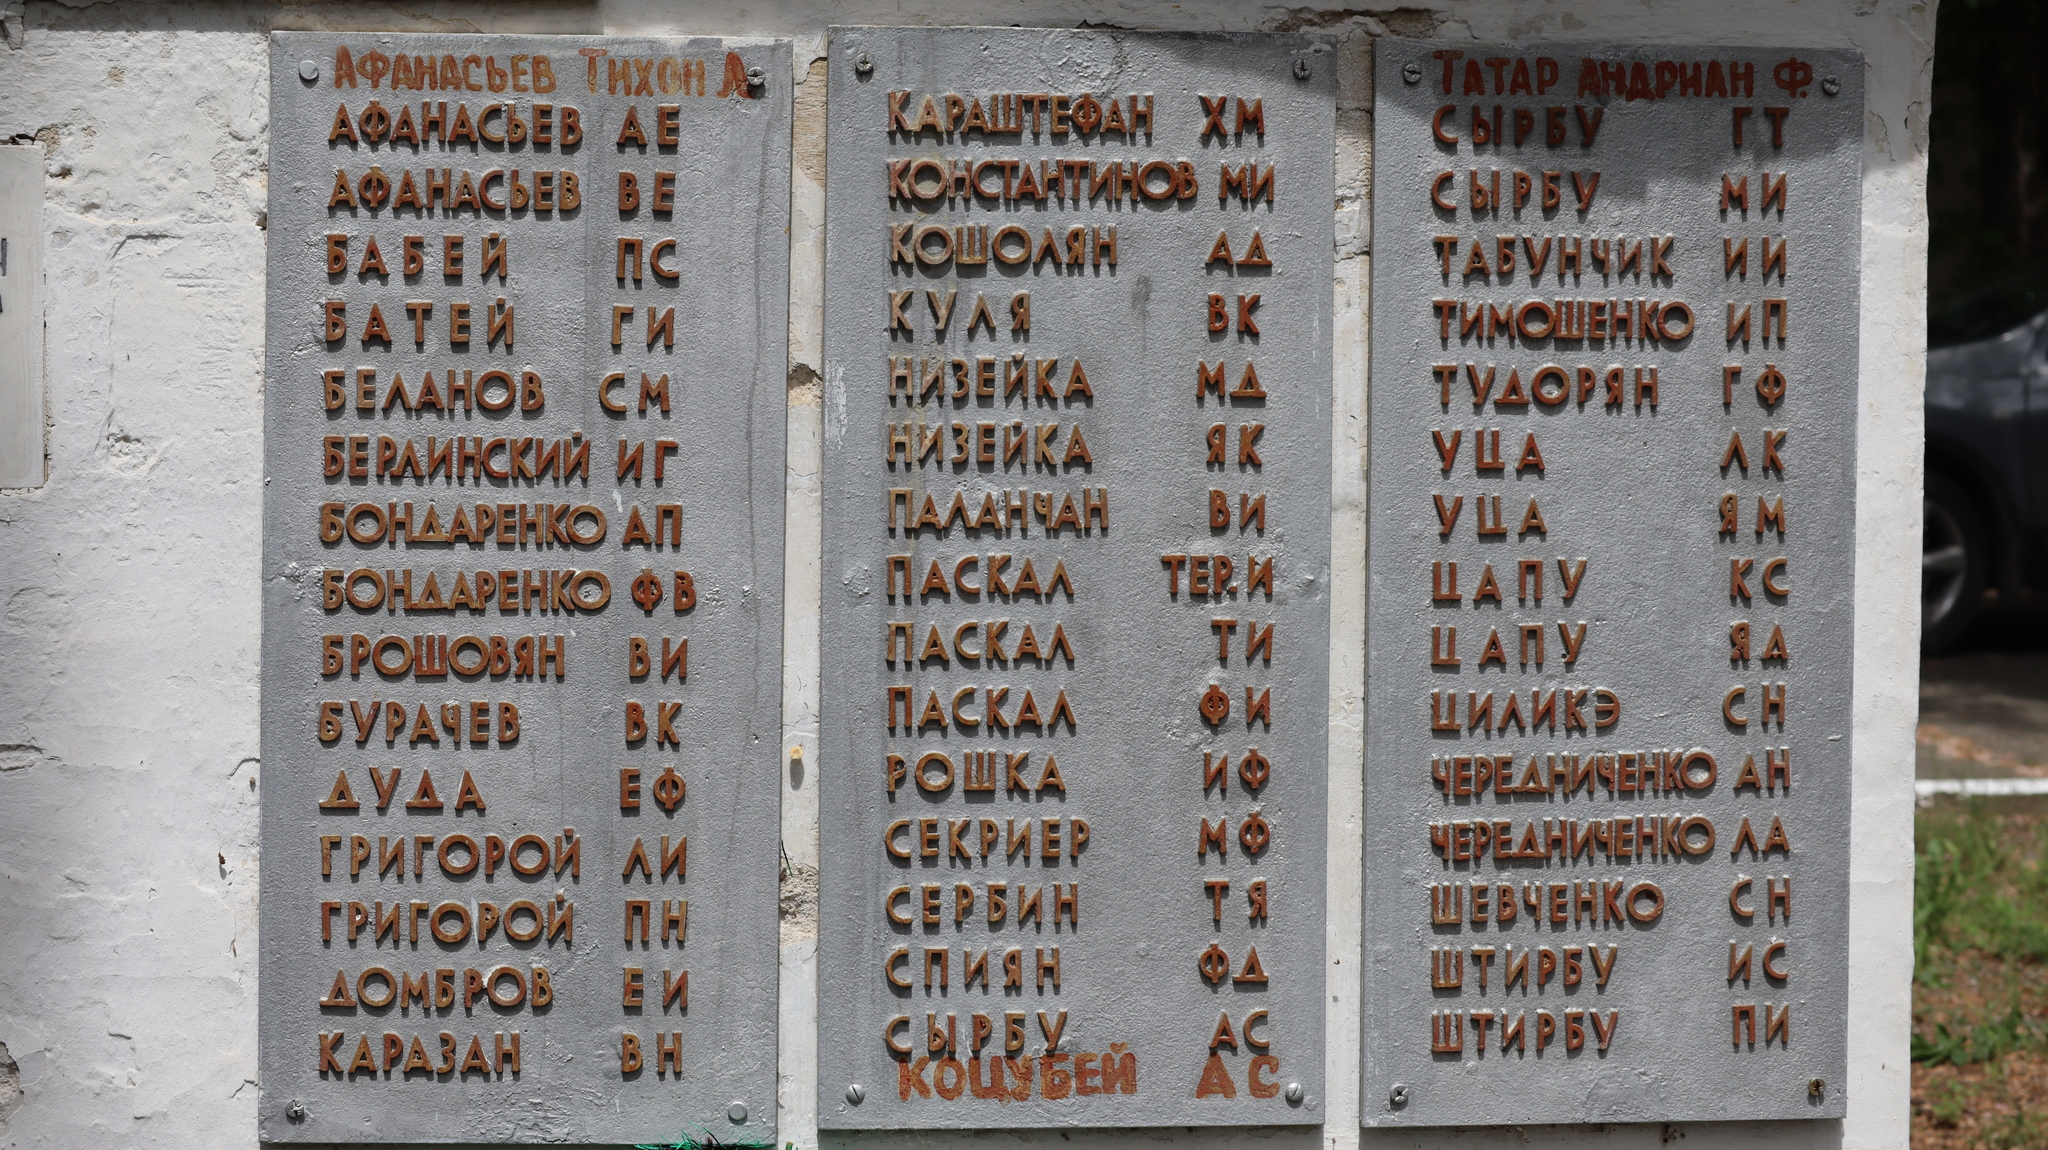 АФАНАСЬЕВ ТИХОН Л
АФАНАСЬЕВ АЕ
АФАНАСЬЕВ ВЕ
БАБЕЙ ПС
БАТЕЙ ГИ
БЕЛАНОВ СМ
БЕРЛИНСКИЙ ИГ
БОНДАРЕНКО АП
БОНДАРЕНКО ФВ
БРОШОВЯН ВИ
БУРАЧЕВ ВК
ДУДА ЕФ
ГРИГОРОЙ ЛИ
ГРИГОРОЙ ПН
ДОМБРОВ ЕИ
КАРАЗАН ВН
КАРАШТЕФАН ХМ
КОНСТАНТИНОВ МИ
КОШОЛЯН АД
КУЛЯ ВК
НИЗЕЙКА МД
НИЗЕЙКА ЯК
ПАЛАНЧАН ВИ
ПАСКАЛ ТЕР.И
ПАСКАЛ ТИ
ПАСКАЛ ФИ
РОШКА ИФ
СЕКРИЕР МФ
СЕРБИН ТЯ
СПИЯН ФД
СЫРБУ АС
КОЦУБЕЙ АС
ТАТАР АНДРИАН Ф.
СЫРБУ ГТ
СЫРБУ МИ
ТАБУНЧИК ИИ
ТИМОШЕНКО ИП
ТУДОРЯН ГФ
УЦА ЛК
УЦА ЯМ
ЦАПУ КС
ЦАПУ ЯД
ЦИЛИКЭ СН
ЧЕРЕДНИЧЕНКО АН
ЧЕРЕДНИЧЕНКО ЛА
ШЕВЧЕНКО СН
ШТИРБУ ИС
ШТИРБУ ПИ